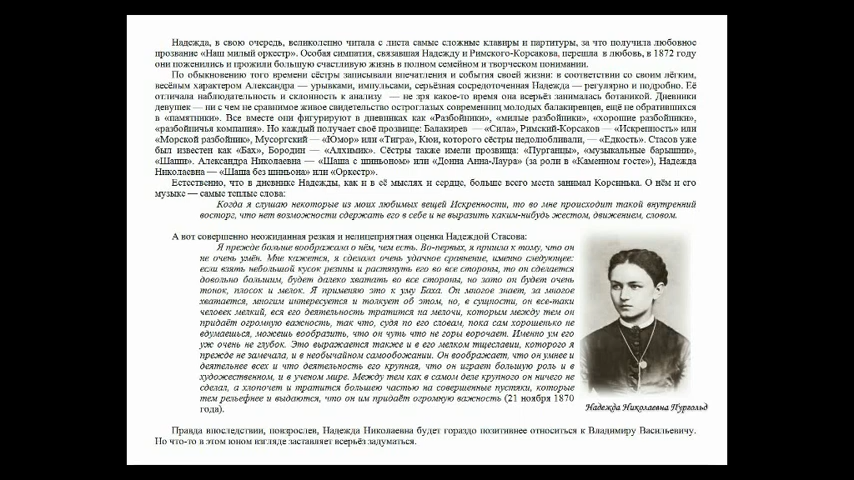 Надежда, в свою очередь, великолепно читала с листа самые сложные клавиры и партитуры, за что получила любовное
прозвание «Наш милый оркестр». Особая симпатия, связавшая Надежду и Римского-Корсакова, перешла в любовь, в 1872 году
они поженились и прожили большую счастливую жизнь в полном семейном и творческом понимании.
По обыкновению того времени сёстры записывали впечатления и события своей жизни: в соответствии со своим лёгким,
весёлым характером Александра — урывками, импульсами, серьёзная сосредоточенная Надежда — регулярно и подробно. Её
отличала наблюдательность и склонность к анализу — не зря какое-то время она всерьёз занималась ботаникой. Дневники
девушек — ни с чем не сравнимое живое свидетельство остроглазых современниц молодых балакиревцев, ещё не обратившихся
в «памятники». Все вместе они фигурируют в дневниках как «Разбойники», «милые разбойники», «хорошие разбойники»,
«разбойничья компания». Но каждый получает своё прозвище: Балакирев — «Сила», Римский-Корсаков — «Искренность» или
«Морской разбойник», Мусоргский — «Юмор» или «Тигра», Кюи, которого сёстры недолюбливали, — «Едкость». Стасов уже
был известен как «Бах», Бородин — «Алхимик». Сёстры также имели прозвища: «Пурганцы», «музыкальные барышни»,
«Шаши». Александра Николаевна — «Шаша с шиньоном» или «Донна Анна-Лаура» (за роли в «Каменном госте»), Надежда
Николаевна — «Шаша без шиньона» или «Оркестр».
Естественно, что в дневнике Надежды, как и в её мыслях и сердце, больше всего места занимал Корсинька. О нём и его
музыке — самые теплые слова:
Когда я слушаю некоторые из моих любимых вещей Искренности, то во мне происходит такой внутренний
восторг, что нет возможности сдержать его в себе и не выразить каким-нибудь жестом, движением, словом.
А вот совершенно неожиданная резкая и нелицеприятная оценка Надеждой Стасова:
Я прежде больше воображала о нём, чем есть. Во-первых, я пришла к тому, что он
не очень умён. Мне кажется, я сделала очень удачное сравнение, именно следующее:
если взять небольшой кусок резины и растянуть его во все стороны, то он сделается
довольно большим, будет далеко хватать во все стороны, но зато он будет очень
тонок, плосок и мелок. Я применяю это к уму Баха. Он многое знает, за многое
хватается, многим интересуется и толкует об этом, но, в сущности, он все-таки
человек мелкий, вся его деятельность тратится на мелочи, которым между тем он
придаёт огромную важность, так что, судя по его словам, пока сам хорошенько не
вдумаешься, можешь вообразить, что он чуть что не горы ворочает. Именно ум его
уж очень не глубок. Это выражается также и в его мелком тщеславии, которого я
прежде не замечала, и в необычайном самообожании. Он воображает, что он умнее и
деятельнее всех и что деятельность его крупная, что он играет большую роль и в
художественном, и в ученом мире. Между тем как в самом деле крупного он ничего не
сделал, а хлопочет и тратится большею частью на совершенные пустяки, которые
тем рельефнее и выдаются, что он им придаёт огромную важность (21 ноября 1870
года).
Надежда Николаевна Пургольд
Правда впоследствии, повзрослев, Надежда Николаевна будет гораздо позитивнее относиться к Владимиру Васильевичу.
Но что-то в этом юном взгляде заставляет всерьёз задуматься.